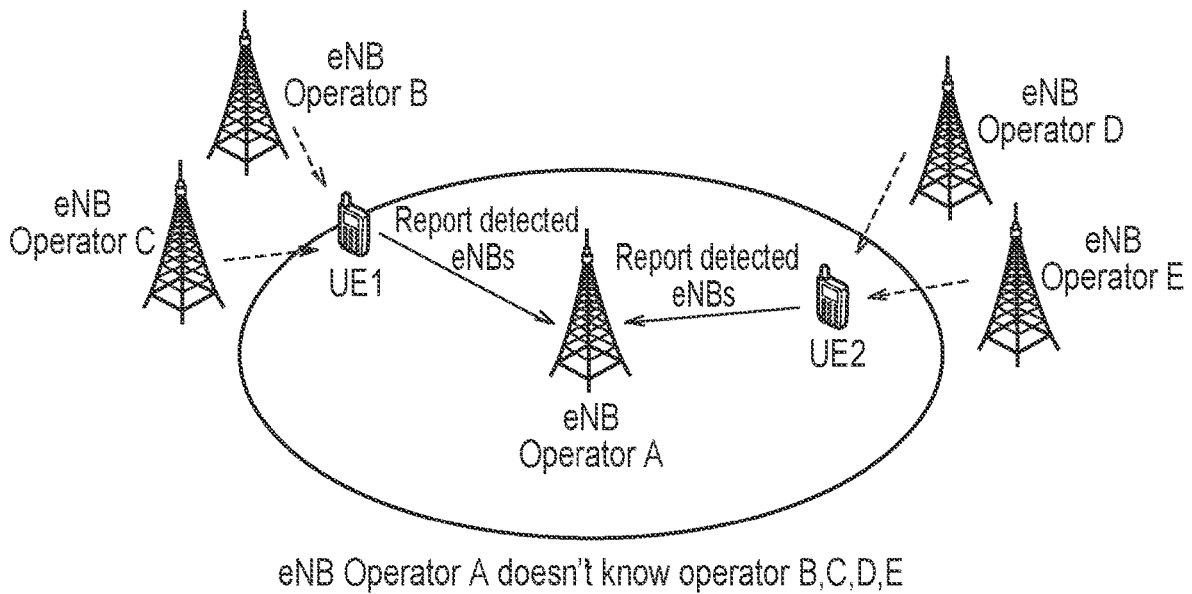 eNB
Operator B
eNB
Operator D
eNB
Operator C
Report detected
eNBs
UE1
Report detected
eNBs
UE2
eNB
Operator E
eNB
Operator A
eNB Operator A doesn't know operator B,C,D,E